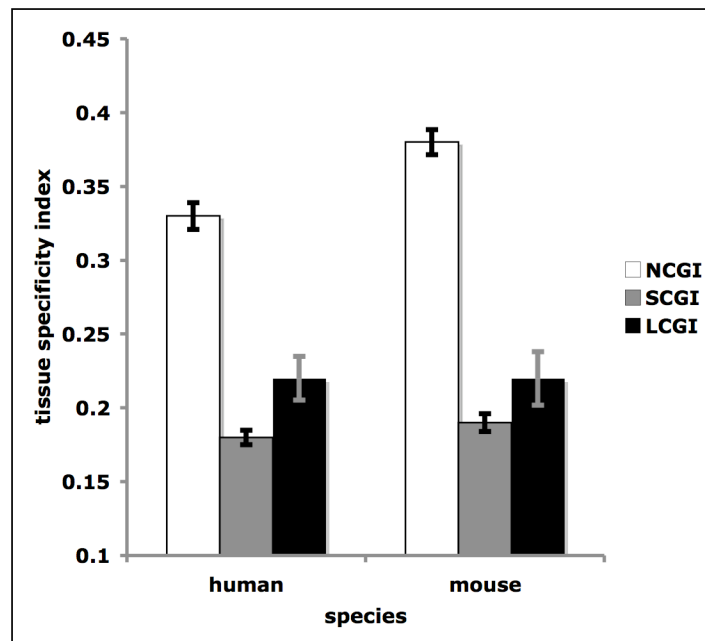 0.45
0.4
0.35
0.3
0.25
0.2
0.15
0.1
tissue specificity index
human
mouse
species
NCGI
SCGI
LCGI